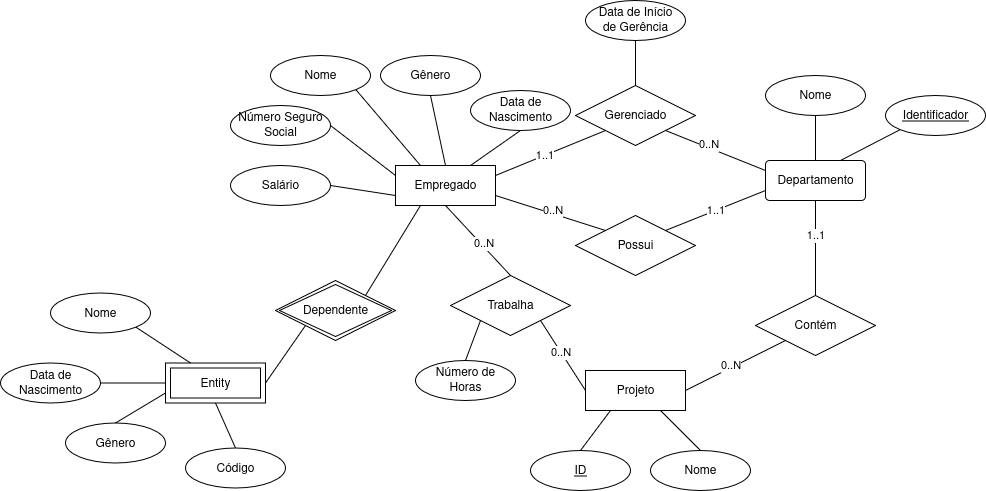 Data de Início
de Gerência
Nome
Gênero
Data de
Nascimento
Número Seguro
Social
Salário
Empregado
Gerenciado
1..1
0..N
Nome
Identificador
Departamento
0..N
1..1
Possui
0..N
1..1
Dependente
Trabalha
Contém
Nome
Data de
Nascimento
Entity
Gênero
Código
Número de
Horas
0..N
0..N
Projeto
ID
Nome